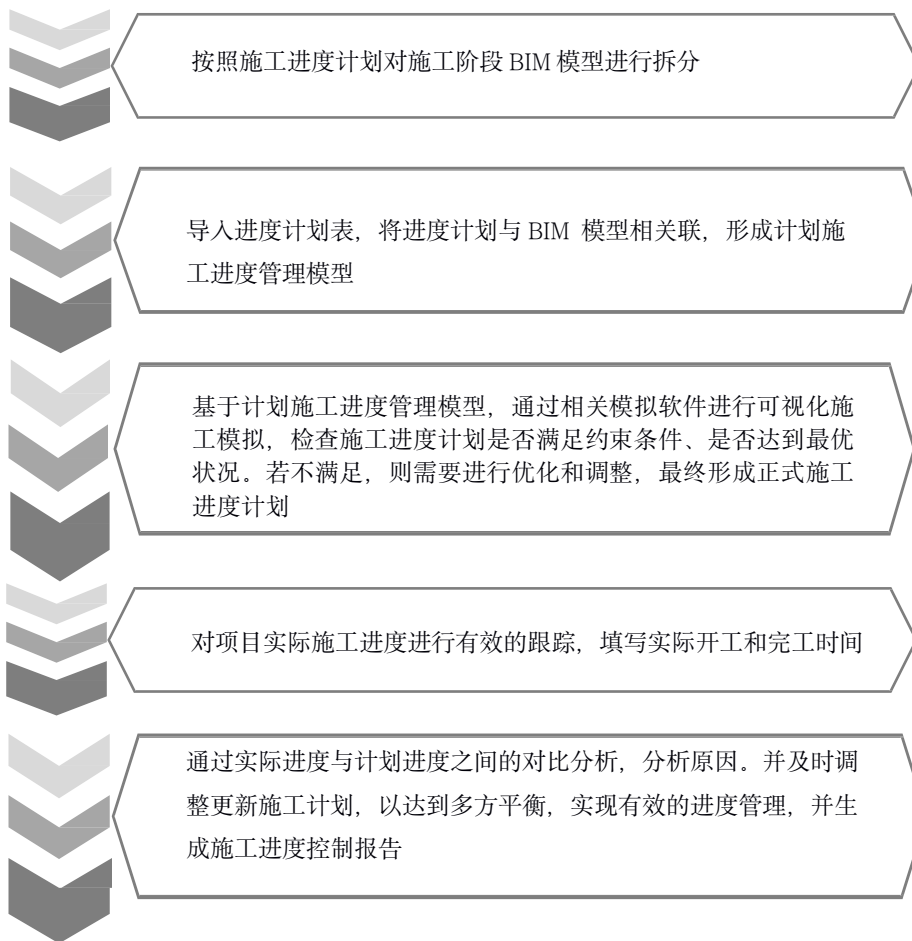 按照施工进度计划对施工阶段 BIM 模型进行拆分
导入进度计划表，将进度计划与 BIM 模型相关联，形成计划施
工进度管理模型
基于计划施工进度管理模型，通过相关模拟软件进行可视化施
工模拟，检查施工进度计划是否满足约束条件、是否达到最优
状况。若不满足，则需要进行优化和调整，最终形成正式施工
进度计划
对项目实际施工进度进行有效的跟踪，填写实际开工和完工时间
通过实际进度与计划进度之间的对比分析，分析原因。并及时调
整更新施工计划，以达到多方平衡，实现有效的进度管理，并生
成施工进度控制报告